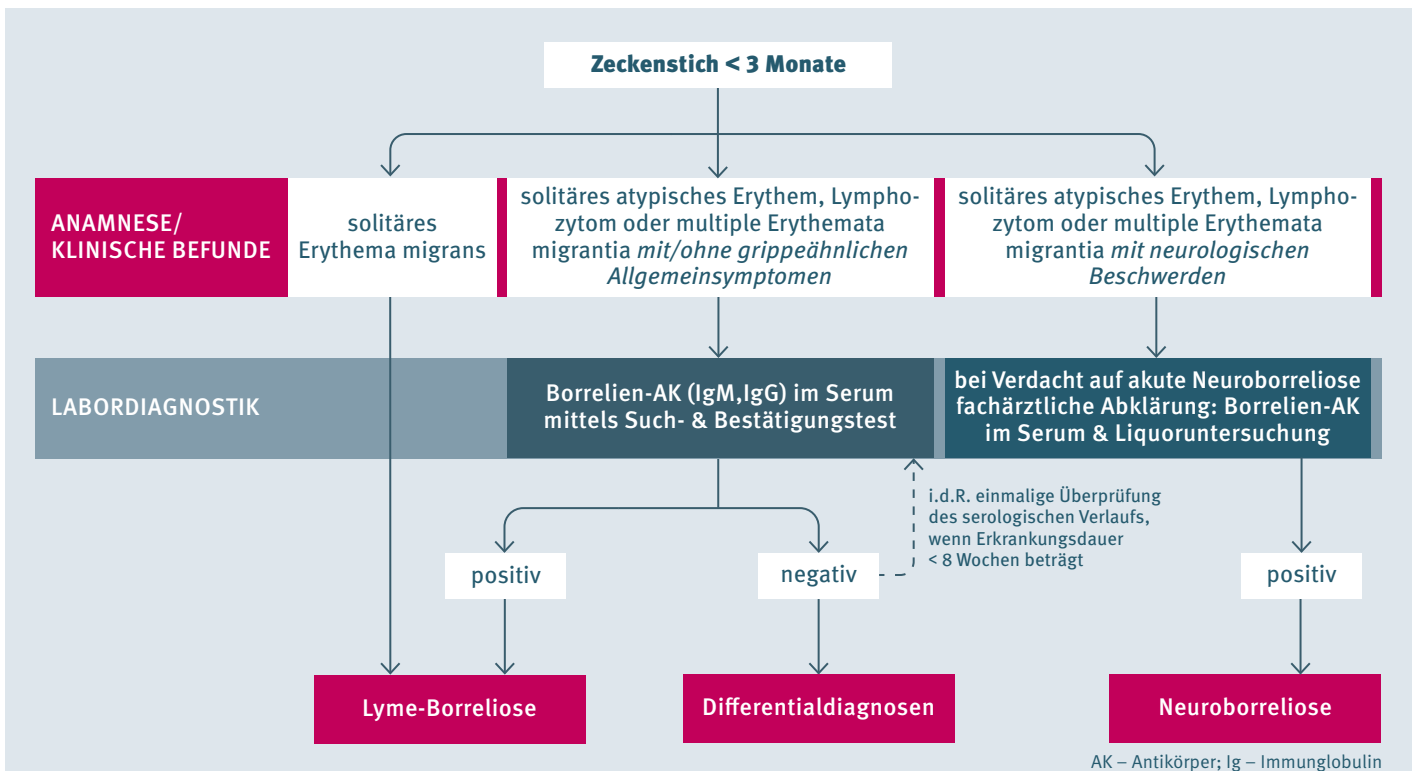 Zeckenstich < 3 Monate
ANAMNESE/
KLINISCHE BEFUNDE
solitäres
Erythema migrans
solitäres atypisches Erythem, Lympho-
zytom oder multiple Erythemata
migrantia mit/ohne grippeähnlichen
Allgemeinsymptomen
solitäres atypisches Erythem, Lympho-
zytom oder multiple Erythemata
migrantia mit neurologischen
Beschwerden
LABORDIAGNOSTIK
Borrelien-AK (IgM,IgG) im Serum
mittels Such- & Bestätigungstest
bei Verdacht auf akute Neuroborreliose
fachärztliche Abklärung: Borrelien-AK
im Serum & Liquoruntersuchung
i.d.R. einmalige Überprüfung
des serologischen Verlaufs,
wenn Erkrankungsdauer
< 8 Wochen beträgt
positiv
negativ
positiv
Lyme-Borreliose
Differentialdiagnosen
Neuroborreliose
AK – Antikörper; Ig – Immunglobulin